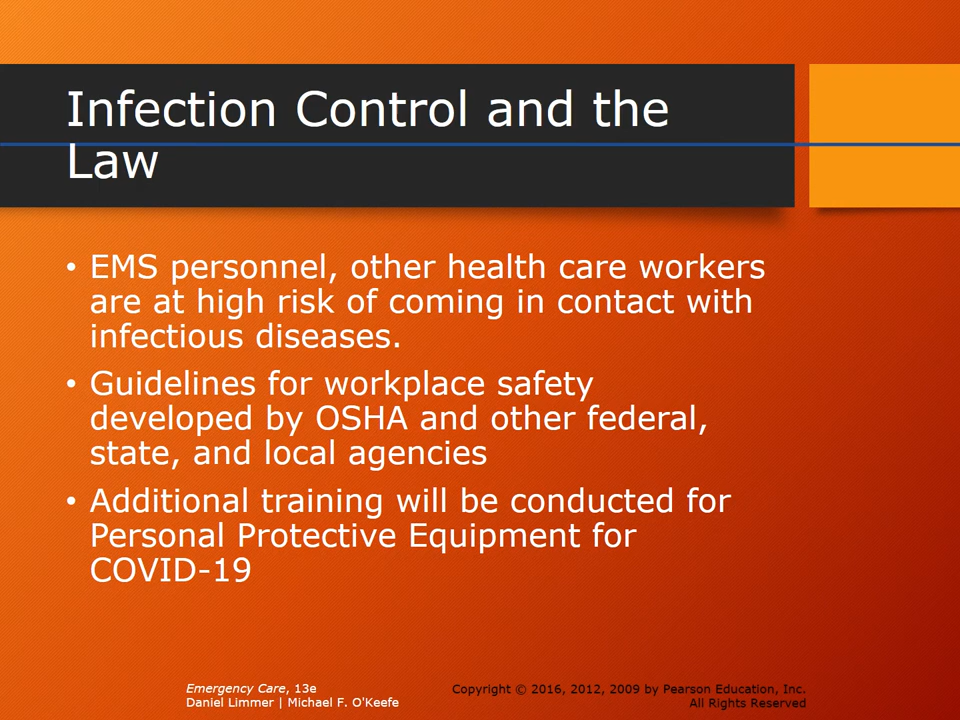 Infection Control and the
Law
• EMS personnel, other health care workers
are at high risk of coming in contact with
infectious diseases.
• Guidelines for workplace safety
developed by OSHA and other federal,
state, and local agencies
• Additional training will be conducted for
Personal Protective Equipment for
COVID-19
Emergency Care, 13e
Daniel Limmer | Michael F. O'Keefe
Copyright © 2016, 2012, 2009 by Pearson Education, Inc.
All Rights Reserved